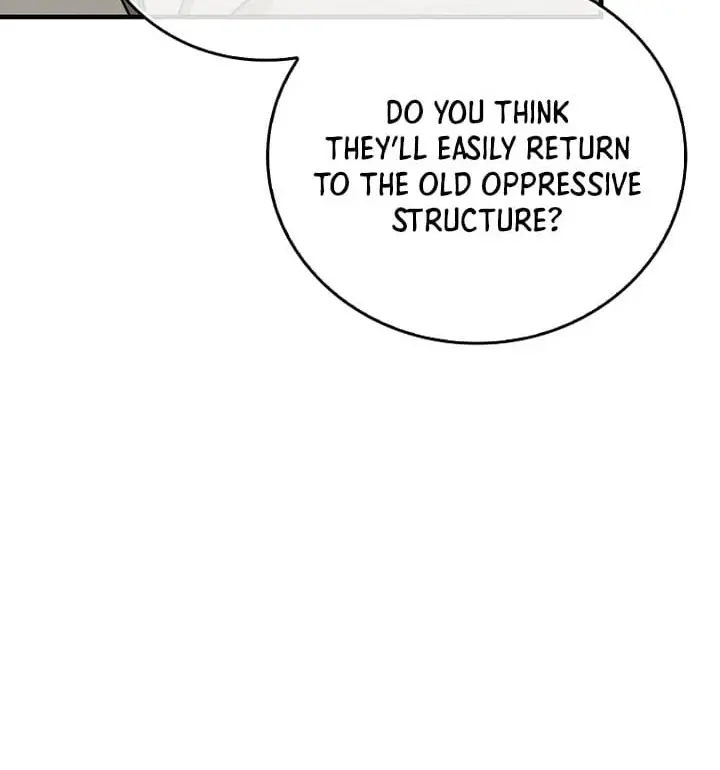 DO YOU THINK
THEY'LL EASILY RETURN
TO THE OLD OPPRESSIVE
STRUCTURE?